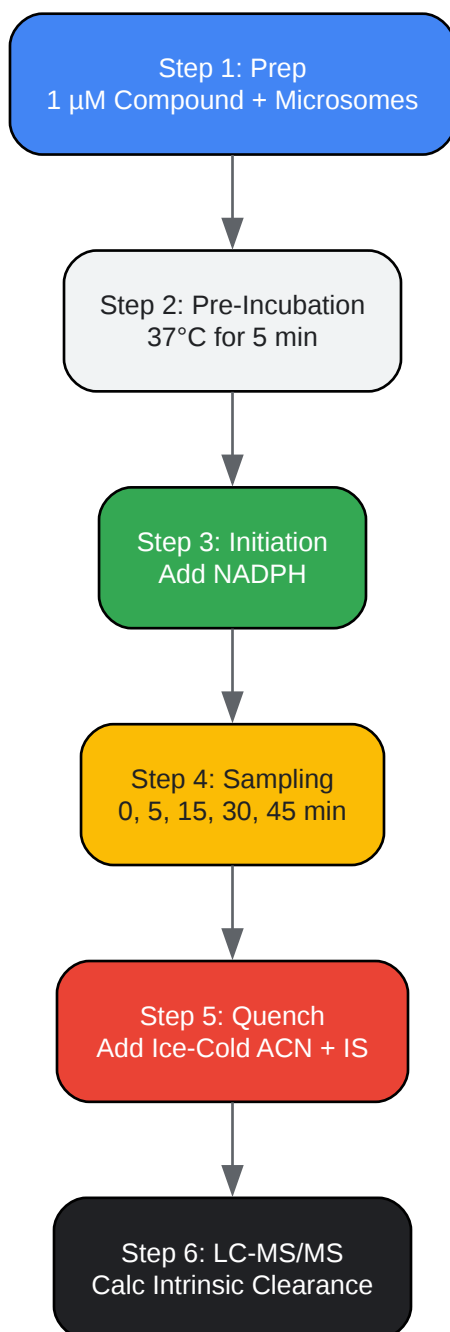 Step 1: Prep
1 µM Compound + Microsomes
Step 2: Pre-Incubation
37°C for 5 min
Step 3: Initiation
Add NADPH
Step 4: Sampling
0, 5, 15, 30, 45 min
Step 5: Quench
Add Ice-Cold ACN + IS
Step 6: LC-MS/MS
Calc Intrinsic Clearance